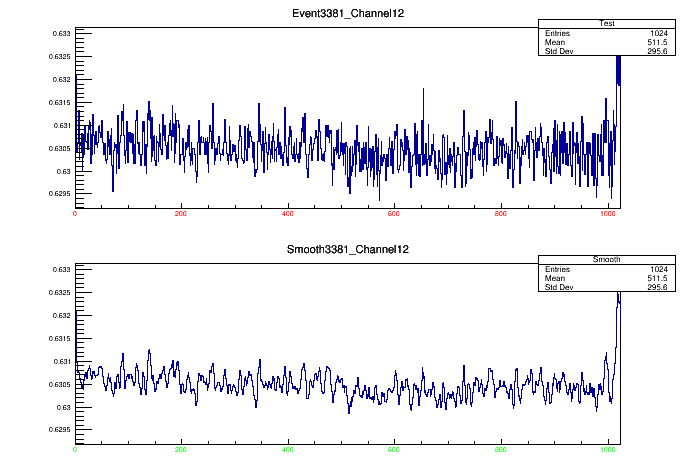 Event3381_Channel12
Test
Entries 1024
Mean 511.5
Std Dev 295.6
0.633
0.6325
0.632
0.6315
0.631
0.6305
0.63
0.6295
0 200 400 600 800 1000
Smooth3381_Channel12
Smooth
Entries 1024
Mean 511.5
Std Dev 295.6
0.633
0.6325
0.632
0.6315
0.631
0.6305
0.63
0.6295
0 200 400 600 800 1000